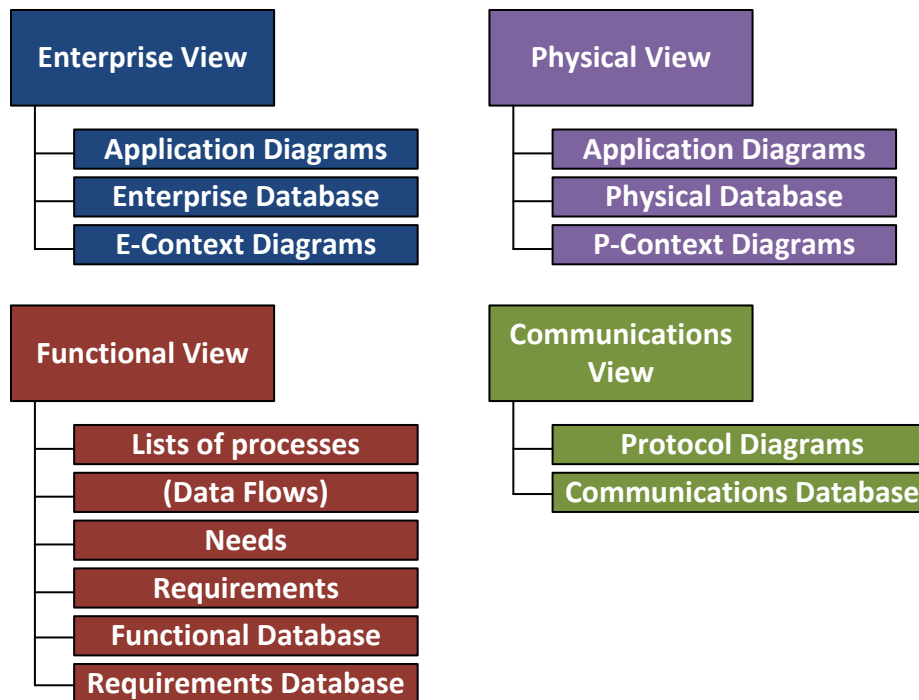 Enterprise View
Application Diagrams
Enterprise Database
E-Context Diagrams
Physical View
Application Diagrams
Physical Database
P-Context Diagrams
Functional View
Lists of processes
(Data Flows)
Needs
Requirements
Functional Database
Requirements Database
Communications
View
Protocol Diagrams
Communications Database